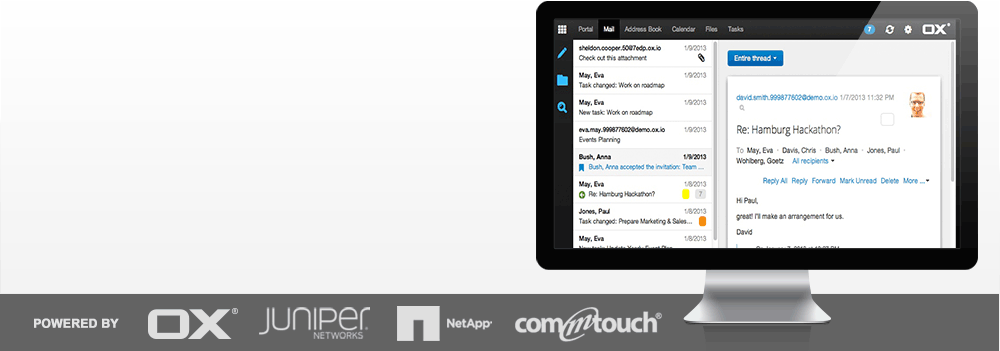 Portal Mail Address Book Calendar Files Tasks 7 OX®
sheldon.cooper.50@7edp.ox.io 1/9/2013
Check out this attachment
May, Eva 1/9/2013
Task changed: Work on roadmap
May, Eva 1/9/2013
New task: Work on roadmap
eva.may.999877602@demo.ox.io 1/9/2013
Events Planning
Bush, Anna 1/9/2013
Bush, Anna accepted the invitation: Team ...
May, Eva 1/8/2013
Re: Hamburg Hackathon? 7
Jones, Paul 1/8/2013
Task changed: Prepare Marketing & Sales...
May, Eva 1/8/2013
Entire thread
david.smith.999877602@demo.ox.io 1/7/2013 11:32 PM
Re: Hamburg Hackathon?
To May, Eva · Davis, Chris · Bush, Anna · Jones, Paul ·
Wohlberg, Goetz All recipients
Reply All Reply Forward Mark Unread Delete More ...
Hi Paul,
great! I'll make an arrangement for us.
David
POWERED BY OX® JUNIPER NETWORKS NetApp® commtouch®